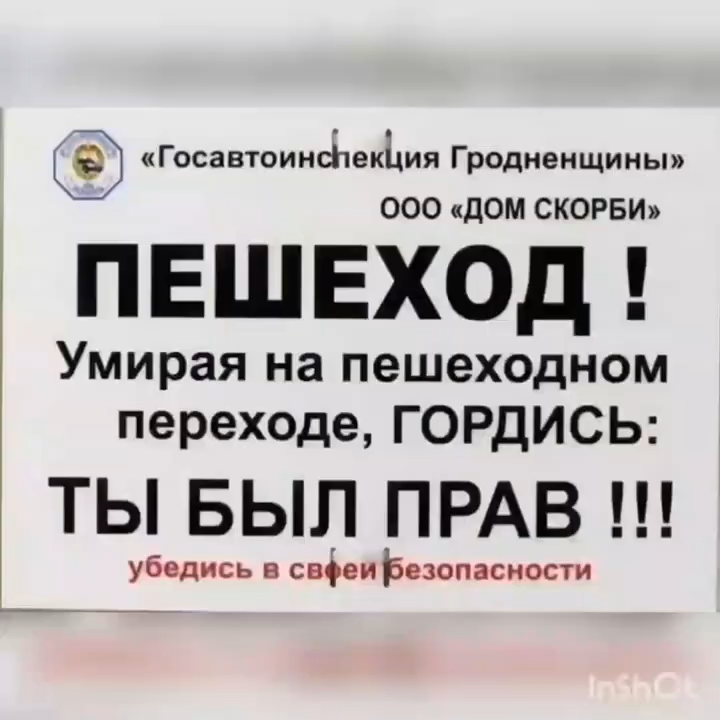 «Госавтоинспекция Гродненщины»
ООО «ДОМ СКОРБИ»
ПЕШЕХОД !
Умирая на пешеходном
переходе, ГОРДИСЬ:
ТЫ БЫЛ ПРАВ !!!
убедись в своей безопасности
InShOt